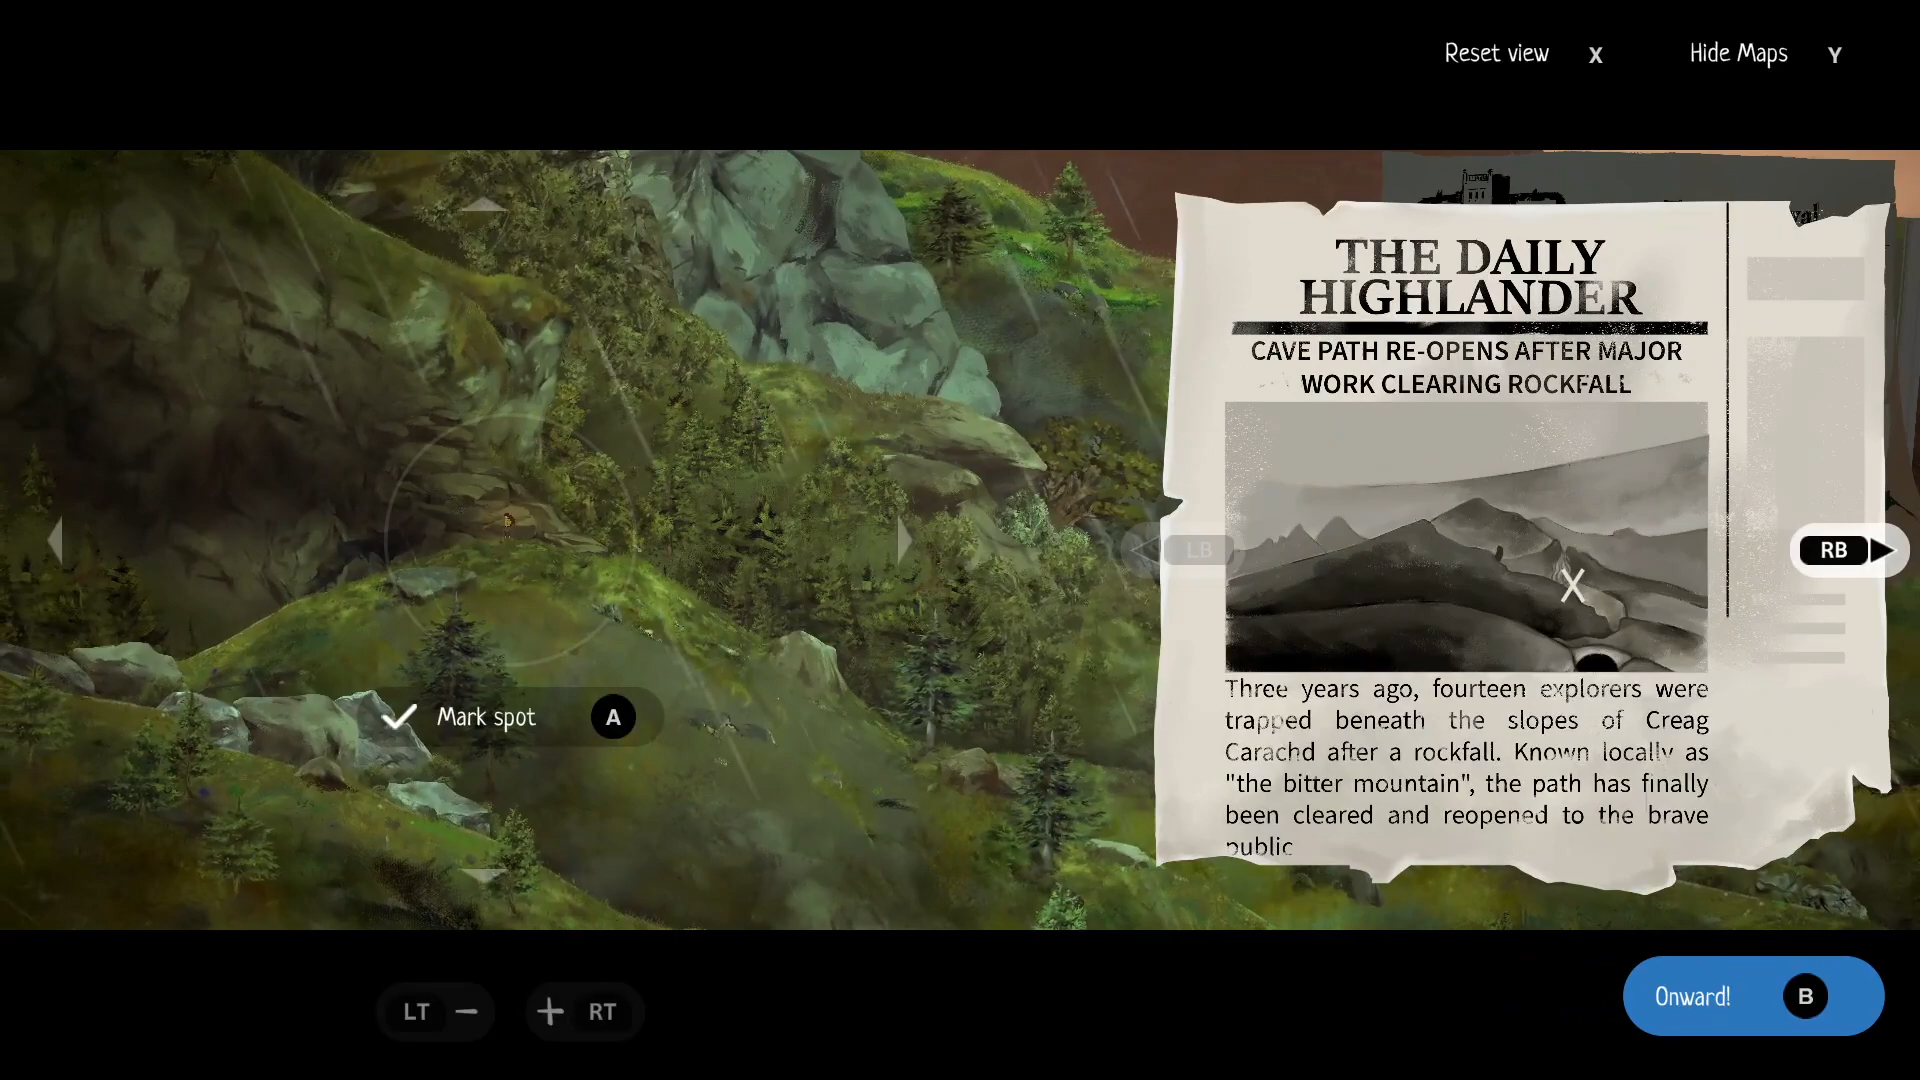 Reset view X Hide Maps Y
THE DAILY
HIGHLANDER
CAVE PATH RE-OPENS AFTER MAJOR
WORK CLEARING ROCKFALL
X
LB
RB
Three years ago, fourteen explorers were
trapped beneath the slopes of Creag
Carachd after a rockfall. Known locally as
"the bitter mountain", the path has finally
been cleared and reopened to the brave
public
Mark spot A
LT − + RT
Onward! B